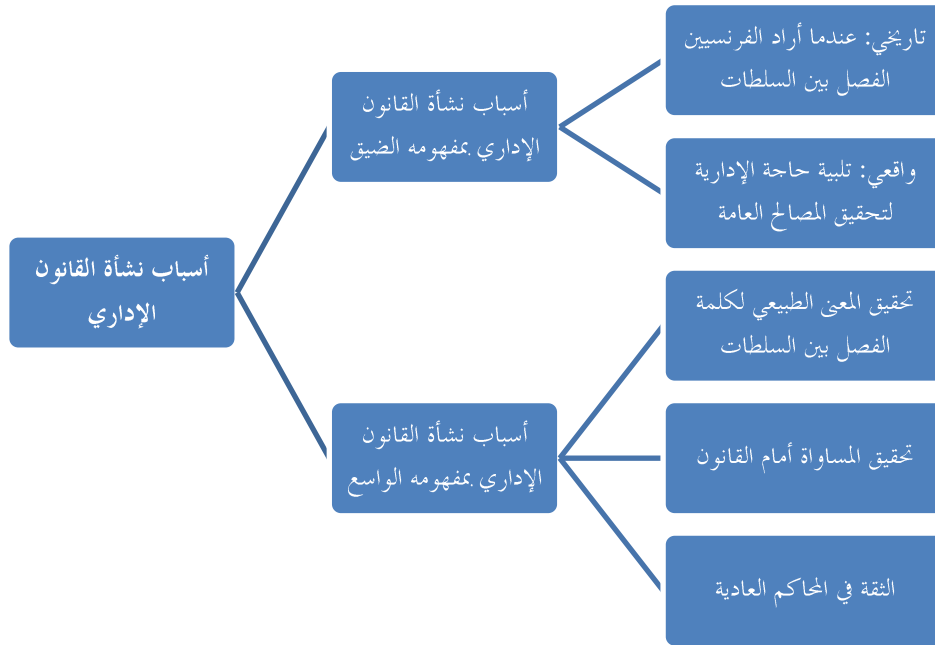 أسباب نشأة القانون
الإداري
أسباب نشأة القانون
الإداري بمفهومه الضيق
تاريخي: عندما أراد الفرنسيين
الفصل بين السلطات
واقعي: تلبية حاجة الإدارية
لتحقيق المصالح العامة
أسباب نشأة القانون
الإداري بمفهومه الواسع
تحقيق المعنى الطبيعي لكلمة
الفصل بين السلطات
تحقيق المساواة أمام القانون
الثقة في المحاكم العادية